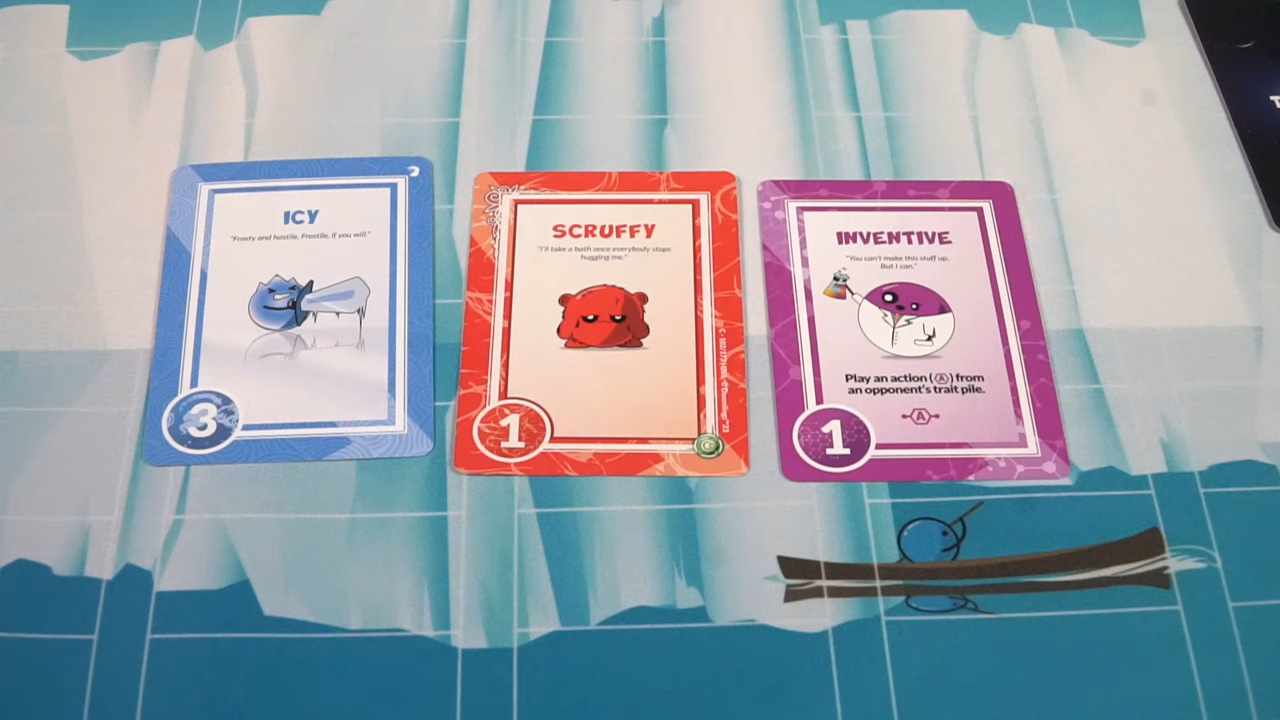 ICY
"Frosty and hostile. Frostile, if you will."
3
SCRUFFY
"I'll take a bath once everybody stops
hugging me."
1
INVENTIVE
"You can't make this stuff up.
But I can."
Play an action (A) from
an opponent's trait pile.
A
1